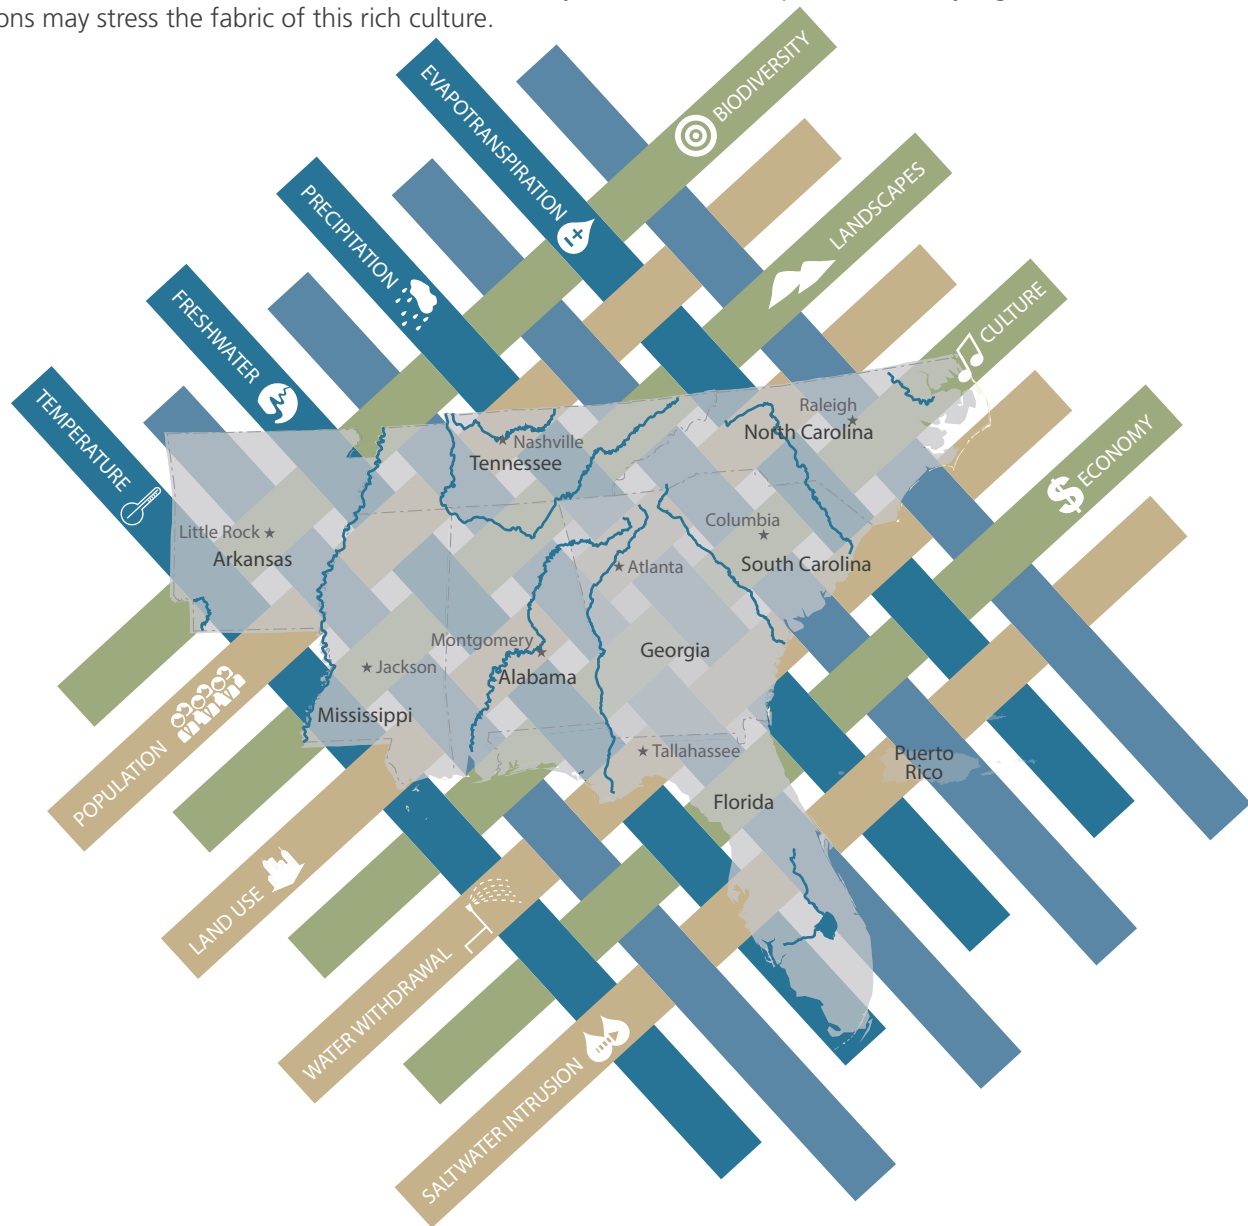 ons may stress the fabric of this rich culture.
BIODIVERSITY
EVAPOTRANSPIRATION
LANDSCAPES
PRECIPITATION
CULTURE
FRESHWATER
TEMPERATURE
ECONOMY
Raleigh
North Carolina
Nashville
Tennessee
Little Rock
Arkansas
Columbia
South Carolina
Atlanta
Montgomery
Georgia
Jackson
Alabama
Mississippi
Tallahassee
Puerto
Rico
Florida
POPULATION
LAND USE
WATER WITHDRAWAL
SALTWATER INTRUSION
$